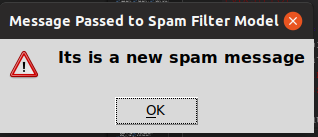 Message Passed to Spam Filter Model
Its is a new spam message
OK